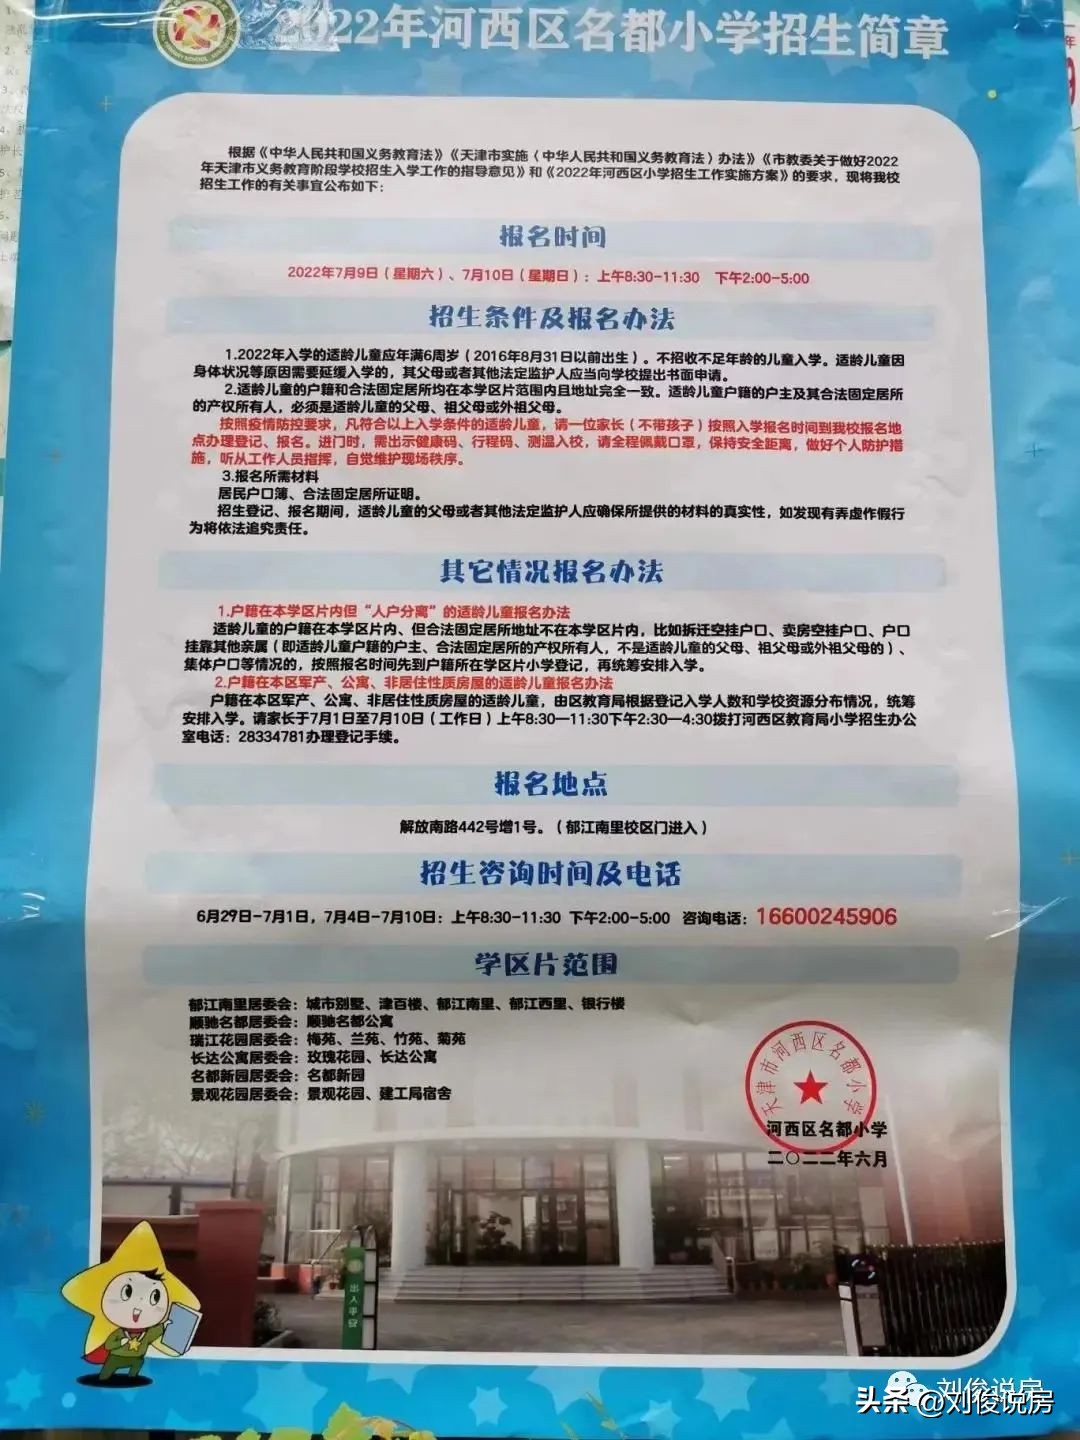 2022年河西区名都小学招生简章
根据《中华人民共和国义务教育法》《天津市实施〈中华人民共和国义务教育法〉办法》《市教委关于做好2022
年天津市义务教育阶段学校招生入学工作的指导意见》和《2022年河西区小学招生工作实施方案》的要求，现将我校
招生工作的有关事宜公布如下：
报名时间
2022年7月9日（星期六）、7月10日（星期日）：上午8:30-11:30 下午2:00-5:00
招生条件及报名办法
1.2022年入学的适龄儿童应年满6周岁（2016年8月31日以前出生）。不招收不足年龄的儿童入学。适龄儿童因
身体状况等原因需要延缓入学的，其父母或者其他法定监护人应当向学校提出书面申请。
2.适龄儿童的户籍和合法固定居所均在本学区片范围内且地址完全一致。适龄儿童户籍的户主及其合法固定居所
的产权所有人，必须是适龄儿童的父母、祖父母或外祖父母。
按照疫情防控要求，凡符合以上入学条件的适龄儿童，请一位家长（不带孩子）按照入学报名时间到我校报名地
点办理登记、报名。进门时，需出示健康码、行程码、测温入校，请全程佩戴口罩，保持安全距离，做好个人防护措
施，听从工作人员指挥，自觉维护现场秩序。
3.报名所需材料
居民户口簿、合法固定居所证明。
招生登记、报名期间，适龄儿童的父母或者其他法定监护人应确保所提供的材料的真实性，如发现有弄虚作假行
为将依法追究责任。
其它情况报名办法
1.户籍在本学区片内但“人户分离”的适龄儿童报名办法
适龄儿童的户籍在本学区片内、但合法固定居所地址不在本学区片内，比如拆迁空挂户口、卖房空挂户口、户口
挂靠其他亲属（即适龄儿童户籍的户主、合法固定居所的产权所有人，不是适龄儿童的父母、祖父母或外祖父母的）、
集体户口等情况的，按照报名时间先到户籍所在学区片小学登记，再统筹安排入学。
2.户籍在本区军产、公寓、非居住性质房屋的适龄儿童报名办法
户籍在本区军产、公寓、非居住性质房屋的适龄儿童，由区教育局根据登记入学人数和学校资源分布情况，统筹
安排入学。请家长于7月1日至7月10日（工作日）上午8:30—11:30下午2:30—4:30拨打河西区教育局小学招生办公
室电话：28334781办理登记手续。
报名地点
解放南路442号增1号。（郁江南里校区门进入）
招生咨询时间及电话
6月29日-7月1日，7月4日-7月10日：上午8:30-11:30 下午2:00-5:00 咨询电话：16600245906
学区片范围
郁江南里居委会：城市别墅、津百楼、郁江南里、郁江西里、银行楼
顺驰名都居委会：顺驰名都公寓
瑞江花园居委会：梅苑、兰苑、竹苑、菊苑
长达公寓居委会：玫瑰花园、长达公寓
名都新园居委会：名都新园
景观花园居委会：景观花园、建工局宿舍
天津市河西区名都小学
河西区名都小学
二〇二二年六月
出入平安
刘俊说房
头条 @刘俊说房